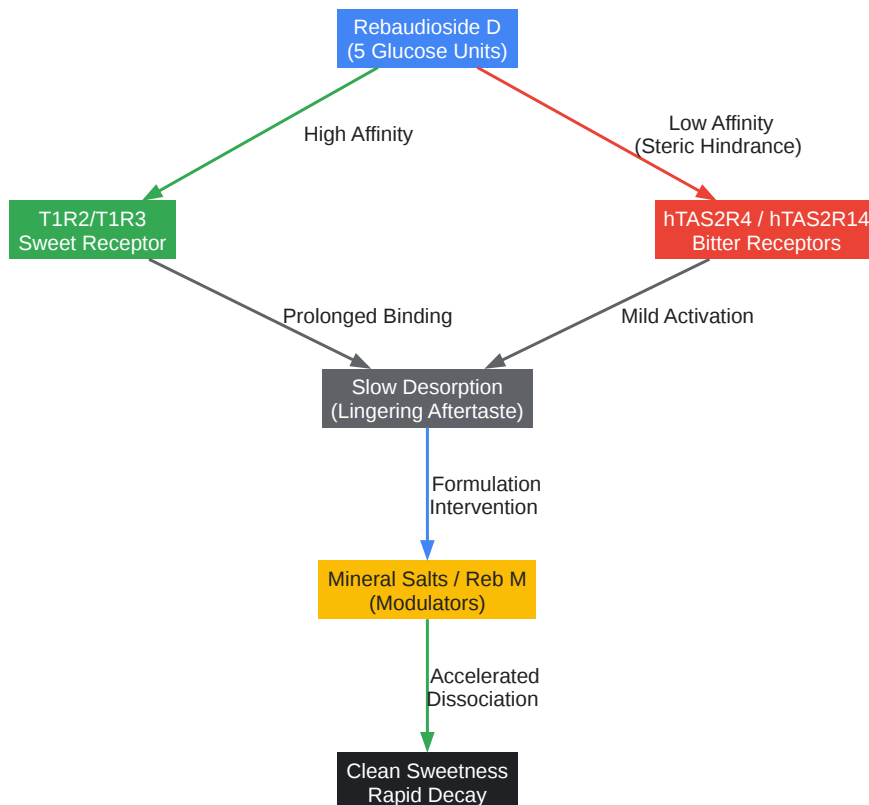 Rebaudioside D
(5 Glucose Units)
High Affinity
Low Affinity
(Steric Hindrance)
T1R2/T1R3
Sweet Receptor
hTAS2R4 / hTAS2R14
Bitter Receptors
Prolonged Binding
Mild Activation
Slow Desorption
(Lingering Aftertaste)
Formulation
Intervention
Mineral Salts / Reb M
(Modulators)
Accelerated
Dissociation
Clean Sweetness
Rapid Decay